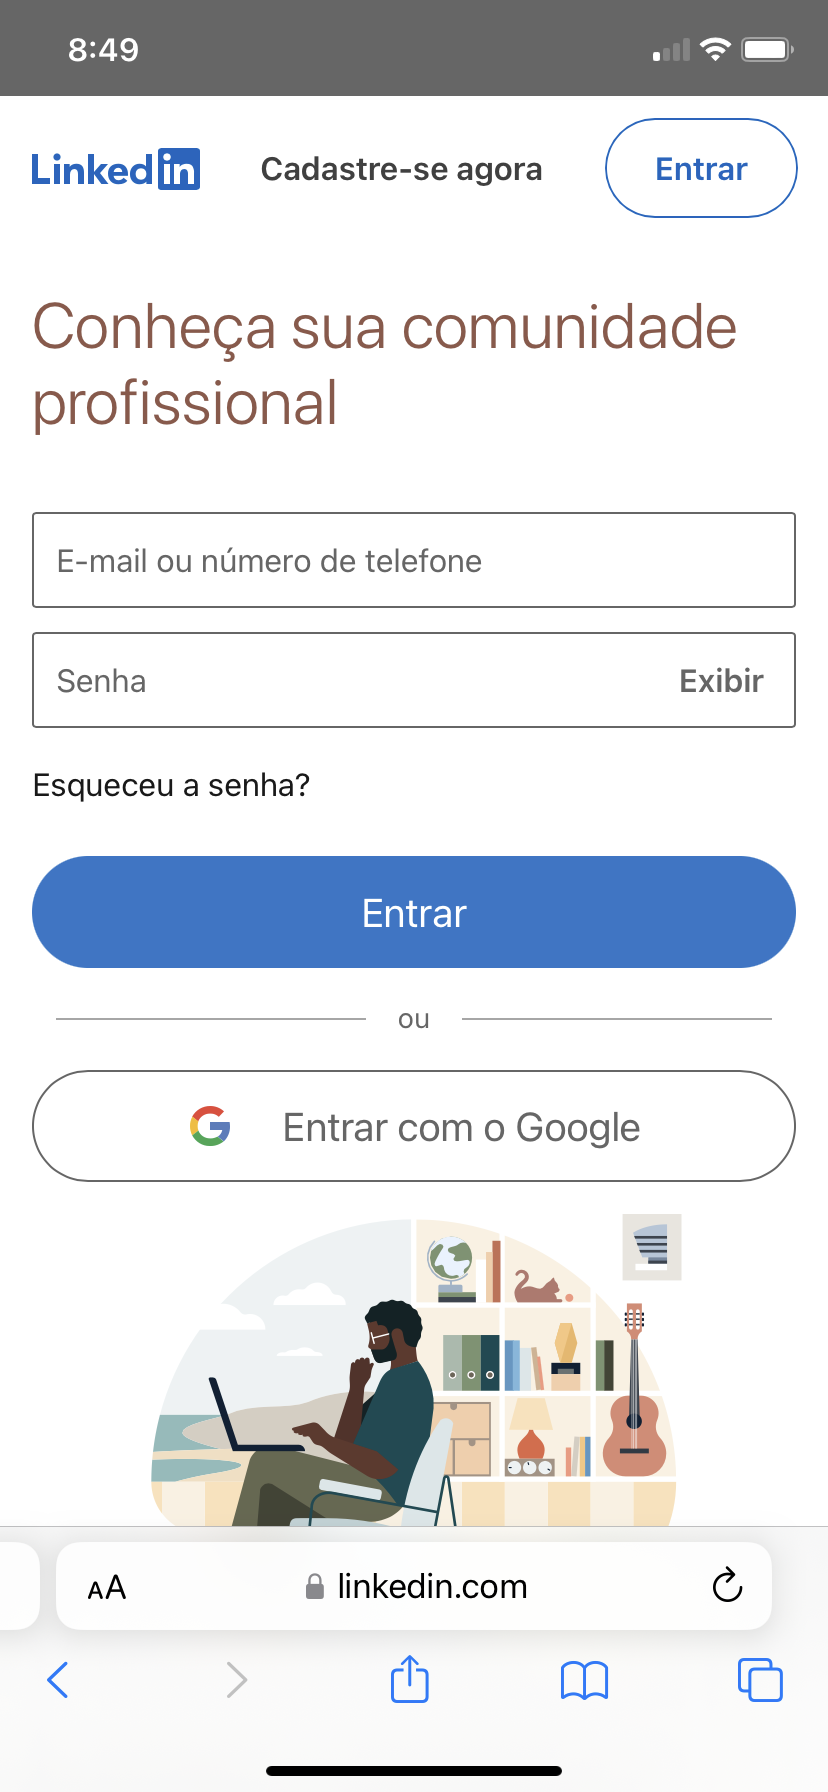 8:49
Linkedin Cadastre-se agora Entrar
Conheça sua comunidade
profissional
E-mail ou número de telefone
Senha Exibir
Esqueceu a senha?
Entrar
ou
Entrar com o Google
AA linkedin.com